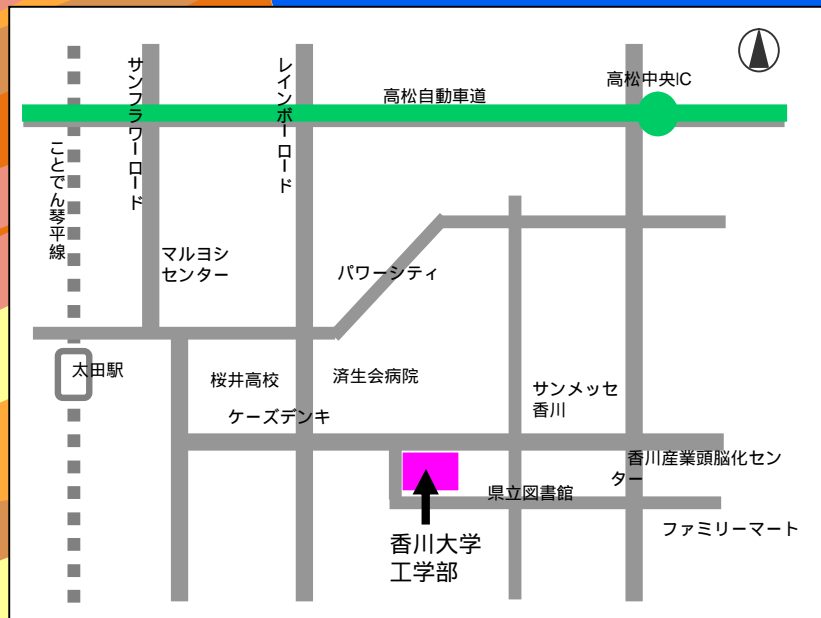 高松中央IC
高松自動車道
サンフラワーロード
レインボーロード
ことでん琴平線
マルヨシ
センター
パワーシティ
太田駅
桜井高校
済生会病院
サンメッセ
香川
ケーズデンキ
香川産業頭脳化セン
ター
県立図書館
ファミリーマート
香川大学
工学部